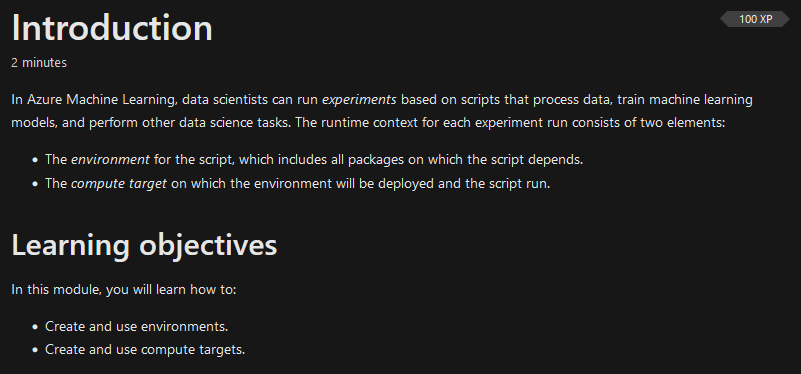 Introduction
100 XP
2 minutes
In Azure Machine Learning, data scientists can run experiments based on scripts that process data, train machine learning
models, and perform other data science tasks. The runtime context for each experiment run consists of two elements:
• The environment for the script, which includes all packages on which the script depends.
• The compute target on which the environment will be deployed and the script run.
Learning objectives
In this module, you will learn how to:
• Create and use environments.
• Create and use compute targets.